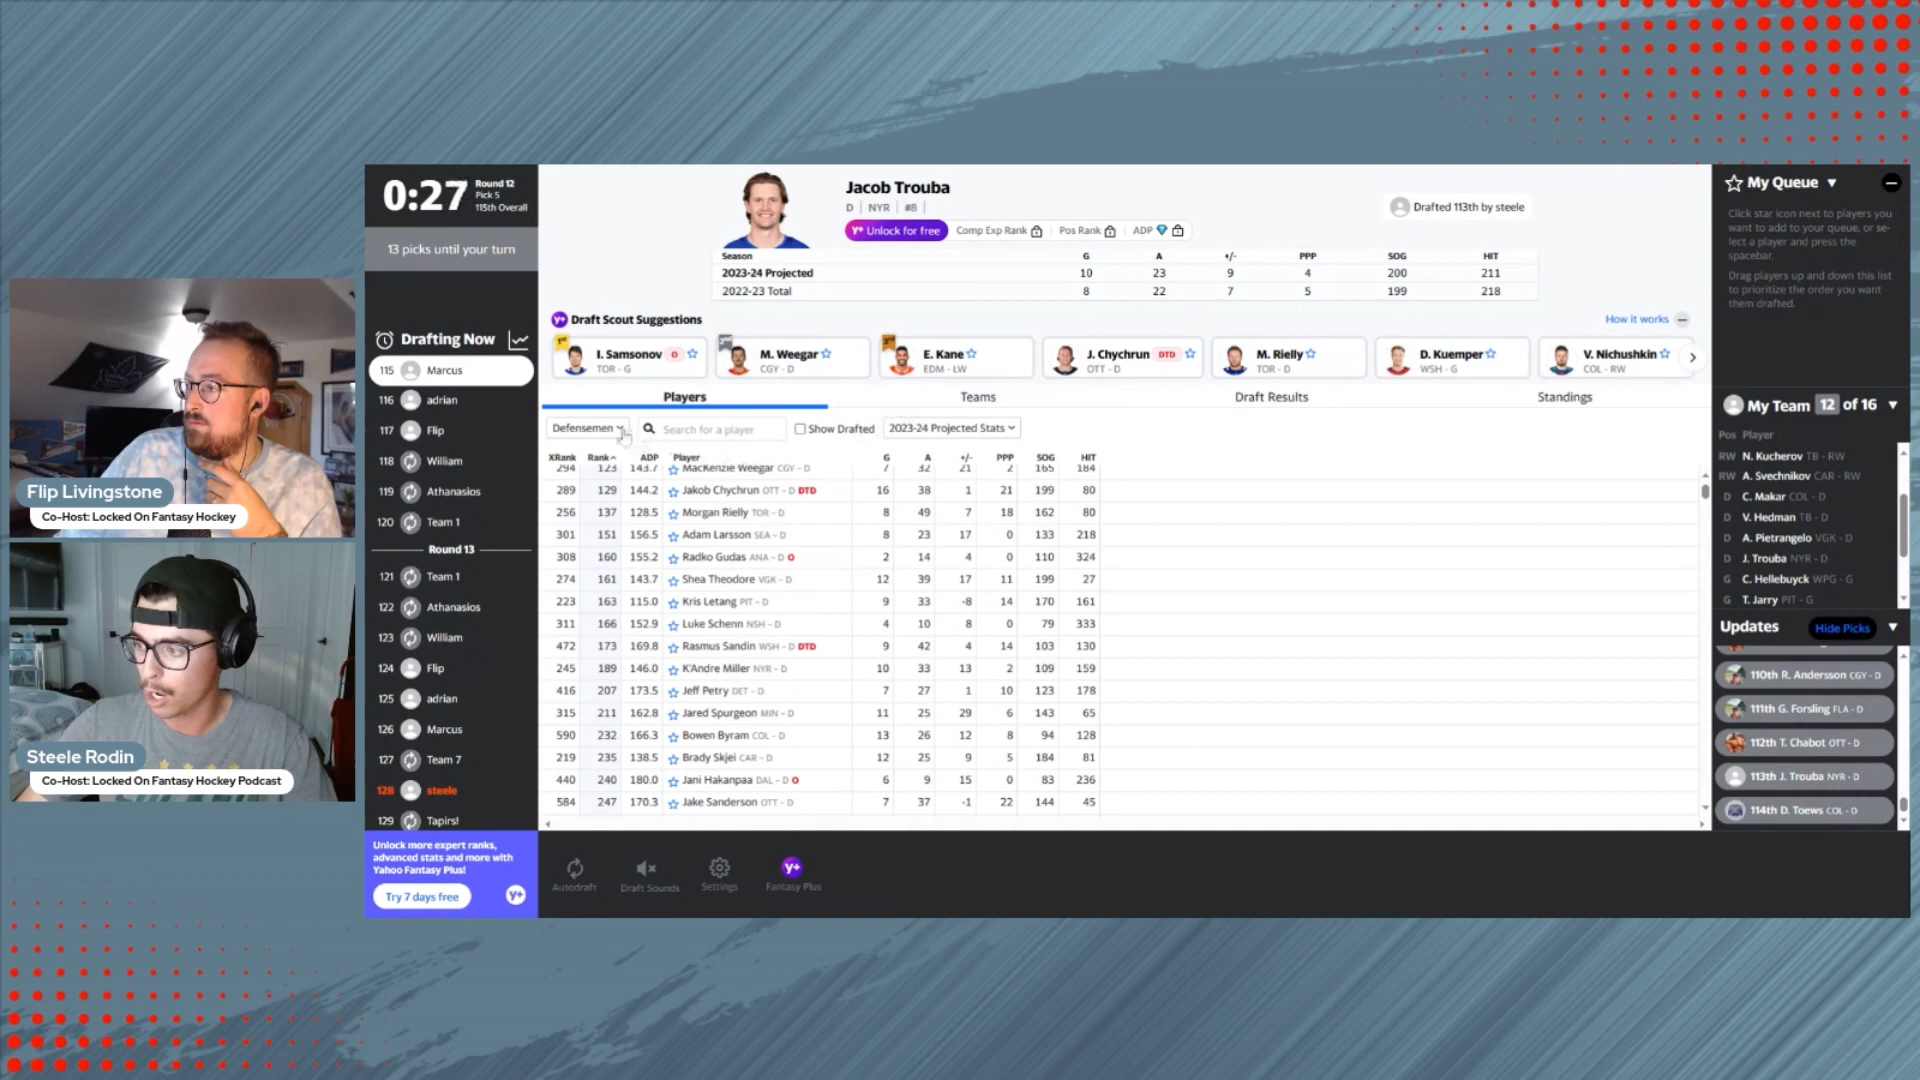 0:27
Round 12
Pick 5
115th Overall
13 picks until your turn
Drafting Now
115 Marcus
116 adrian
117 Flip
118 William
119 Athanasios
120 Team 1
Round 13
121 Team 1
122 Athanasios
123 William
124 Flip
125 adrian
126 Marcus
127 Team 7
128 steele
129 Tapirs!
Unlock more expert ranks,
advanced stats and more with
Yahoo Fantasy Plus!
Try 7 days free
Y+
Flip Livingstone
Co-Host: Locked On Fantasy Hockey
Steele Rodin
Co-Host: Locked On Fantasy Hockey Podcast
Jacob Trouba
D | NYR | #8 |
Y+ Unlock for free Comp Exp Rank | Pos Rank | ADP
Drafted 113th by steele
Season G A +/- PPP SOG HIT
2023-24 Projected 10 23 9 4 200 211
2022-23 Total 8 22 7 5 199 218
Y+ Draft Scout Suggestions
How it works
1st I. Samsonov O
TOR - G
M. Weegar
CGY - D
E. Kane
EDM - LW
J. Chychrun DTD
OTT - D
M. Rielly
TOR - D
D. Kuemper
WSH - G
V. Nichushkin
COL - RW
Players Teams Draft Results Standings
Defensemen Search for a player Show Drafted 2023-24 Projected Stats
XRank Rank ADP Player G A +/- PPP SOG HIT
294 123 143.7 MacKenzie Weegar CGY - D 7 32 21 2 165 184
289 129 144.2 Jakob Chychrun OTT - D DTD 16 38 1 21 199 80
256 137 128.5 Morgan Rielly TOR - D 8 49 7 18 162 80
301 151 156.5 Adam Larsson SEA - D 8 23 17 0 133 218
308 160 155.2 Radko Gudas ANA - D O 2 14 4 0 110 324
274 161 143.7 Shea Theodore VGK - D 12 39 17 11 199 27
223 163 115.0 Kris Letang PIT - D 9 33 -8 14 170 161
311 166 152.9 Luke Schenn NSH - D 4 10 8 0 79 333
472 173 169.8 Rasmus Sandin WSH - D DTD 9 42 4 14 103 130
245 189 146.0 K'Andre Miller NYR - D 10 33 13 2 109 159
416 207 173.5 Jeff Petry DET - D 7 27 1 10 123 178
315 211 162.8 Jared Spurgeon MIN - D 11 25 29 6 143 65
590 232 166.3 Bowen Byram COL - D 13 26 12 8 94 128
219 235 138.5 Brady Skjei CAR - D 12 25 9 5 184 81
440 240 180.0 Jani Hakanpaa DAL - D O 6 9 15 0 83 236
584 247 170.3 Jake Sanderson OTT - D 7 37 -1 22 144 45
Autodraft
Draft Sounds
Settings
Y+
Fantasy Plus
My Queue
Click star icon next to players you
want to add to your queue, or se-
lect a player and press the
spacebar.
Drag players up and down this list
to prioritize the order you want
them drafted.
My Team 12 of 16
Pos Player
RW N. Kucherov TB - RW
RW A. Svechnikov CAR - RW
D C. Makar COL - D
D V. Hedman TB - D
D A. Pietrangelo VGK - D
D J. Trouba NYR - D
G C. Hellebuyck WPG - G
G T. Jarry PIT - G
Updates
Hide Picks
110th R. Andersson CGY - D
111th G. Forsling FLA - D
112th T. Chabot OTT - D
113th J. Trouba NYR - D
114th D. Toews COL - D